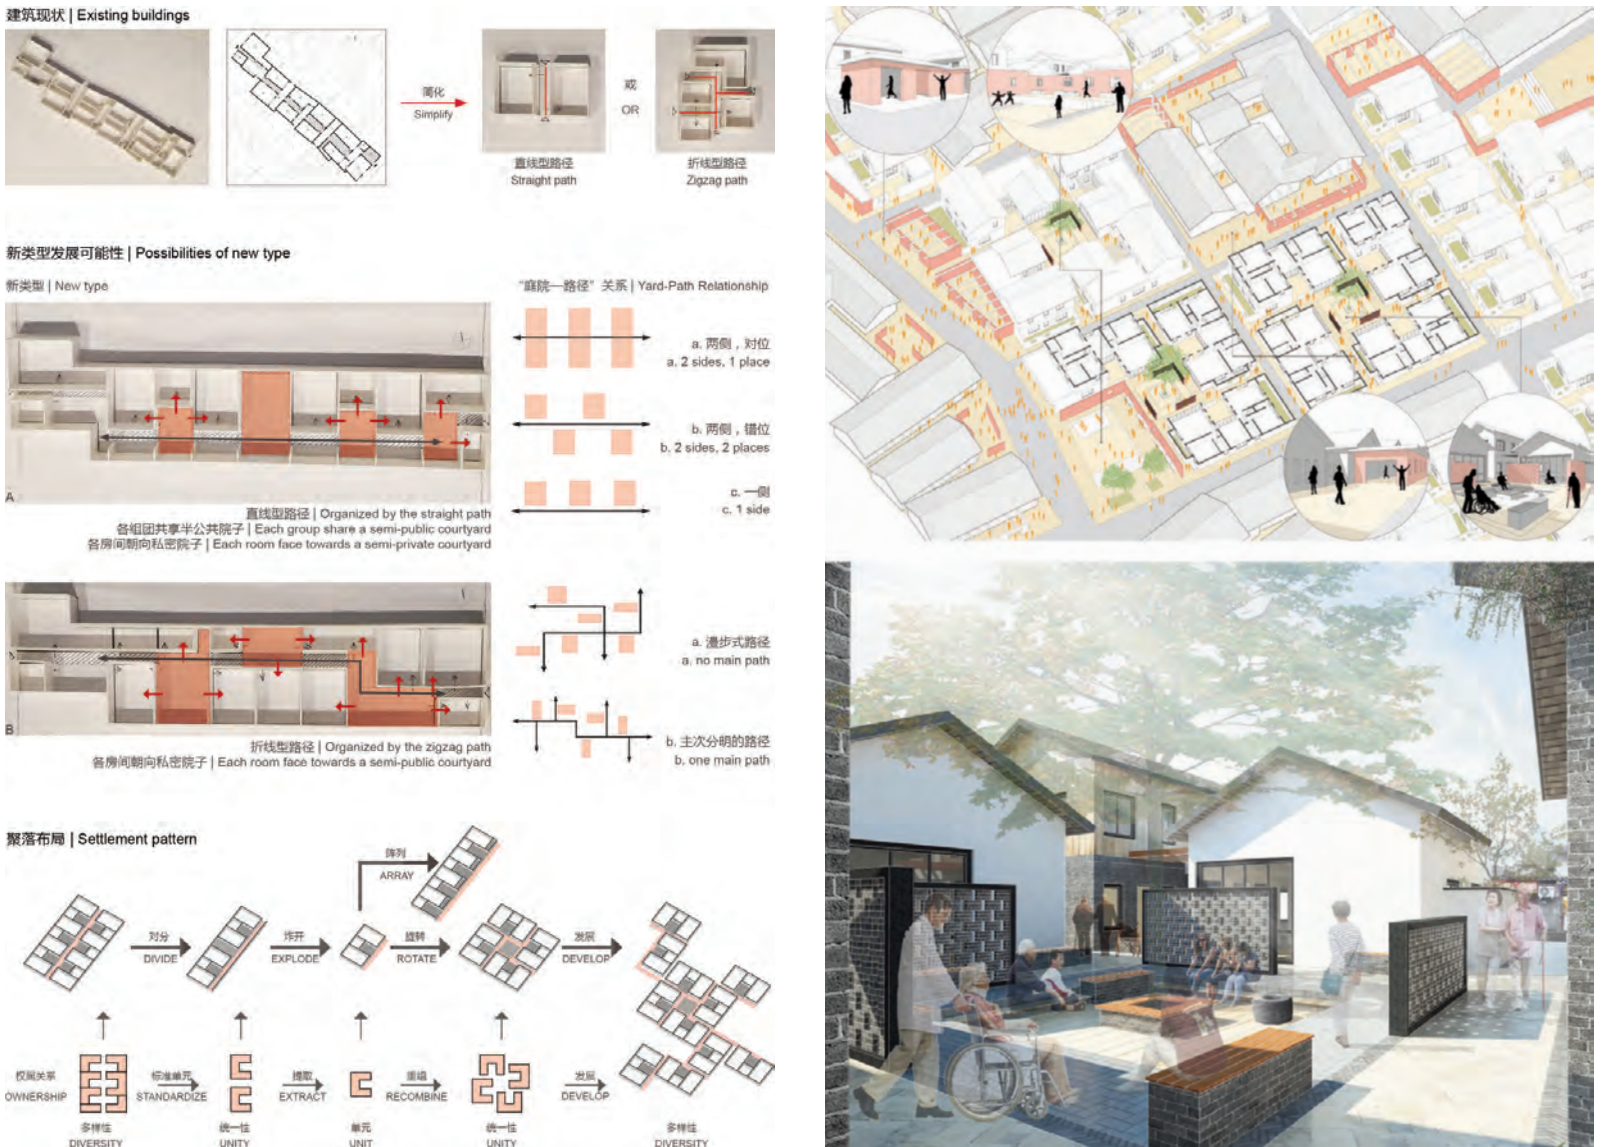 建筑现状 | Existing buildings
简化
Simplify
或
OR
直线型路径
Straight path
折线型路径
Zigzag path
新类型发展可能性 | Possibilities of new type
新类型 | New type
“庭院—路径” 关系 | Yard-Path Relationship
a. 两侧，对位
a. 2 sides, 1 place
b. 两侧，错位
b. 2 sides, 2 places
c. 一侧
c. 1 side
A
直线型路径 | Organized by the straight path
各组团共享半公共院子 | Each group share a semi-public courtyard
各房间朝向私密院子 | Each room face towards a semi-private courtyard
a. 漫步式路径
a. no main path
b. 主次分明的路径
b. one main path
B
折线型路径 | Organized by the zigzag path
各房间朝向私密院子 | Each room face towards a semi-public courtyard
聚落布局 | Settlement pattern
阵列
ARRAY
对分
DIVIDE
炸开
EXPLODE
旋转
ROTATE
发展
DEVELOP
权属关系
OWNERSHIP
标准单元
STANDARDIZE
提取
EXTRACT
重组
RECOMBINE
发展
DEVELOP
多样性
DIVERSITY
统一性
UNITY
单元
UNIT
统一性
UNITY
多样性
DIVERSITY